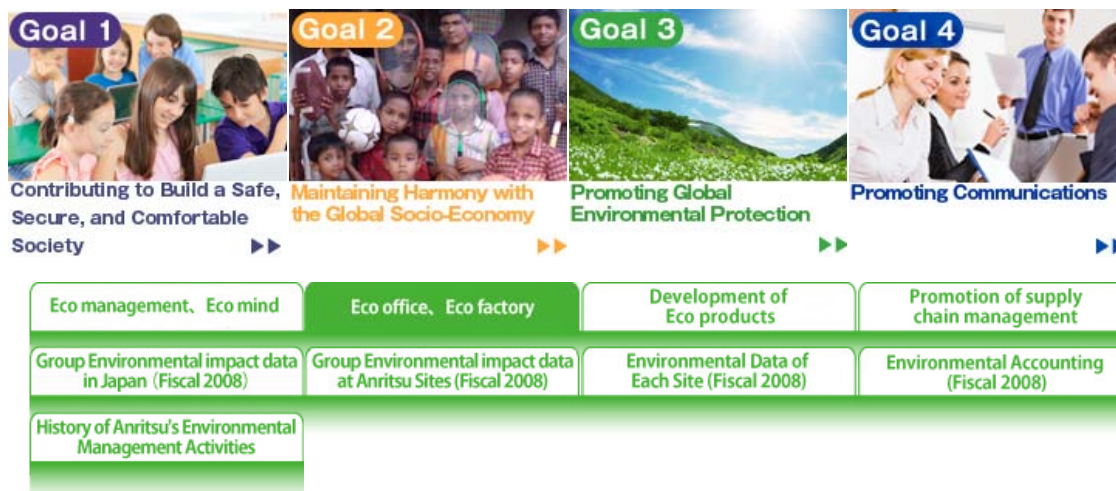 Goal 1
Goal 2
Goal 3
Goal 4
Contributing to Build a Safe,
Secure, and Comfortable
Society
Maintaining Harmony with
the Global Socio-Economy
Promoting Global
Environmental Protection
Promoting Communications
Eco management、Eco mind
Eco office、Eco factory
Development of
Eco products
Promotion of supply
chain management
Group Environmental impact data
in Japan（Fiscal 2008）
Group Environmental impact data
at Anritsu Sites (Fiscal 2008)
Environmental Data of
Each Site (Fiscal 2008)
Environmental Accounting
(Fiscal 2008)
History of Anritsu's Environmental
Management Activities